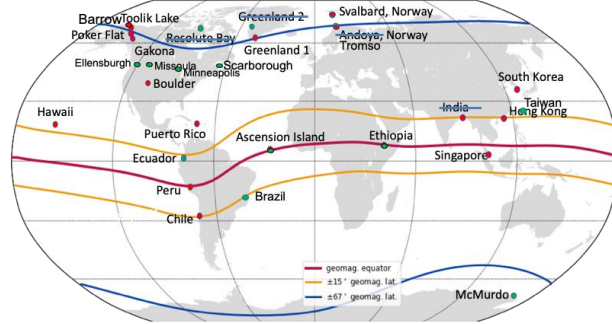 Barrow
Toolik Lake
Greenland 2
Svalbard, Norway
Poker Flat
Resolute Bay
Andoya, Norway
Gakona
Greenland 1
Tromso
Ellensburgh
Missoula
Minneapolis
Scarborough
Boulder
South Korea
Hawaii
Puerto Rico
India
Taiwan
Hong Kong
Ascension Island
Ethiopia
Ecuador
Singapore
Peru
Brazil
Chile
geomag. equator
±15° geomag. lat.
±67° geomag. lat.
McMurdo